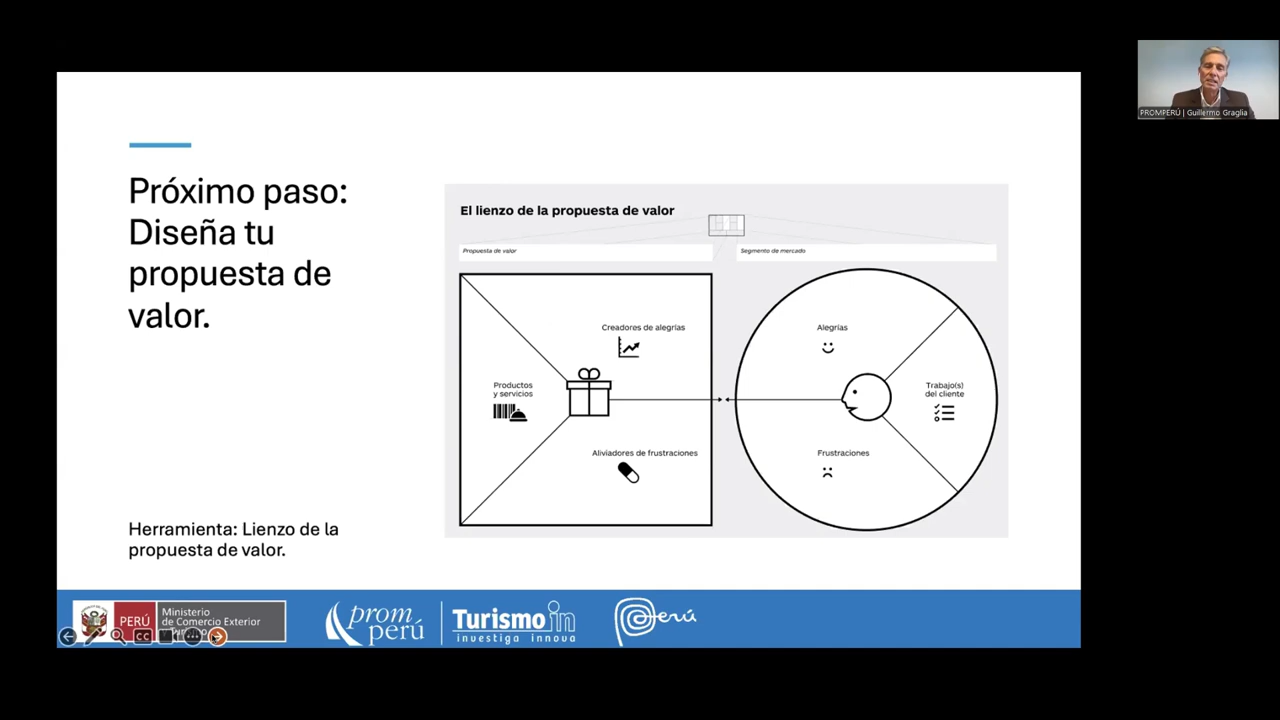 PROMPERÚ | Guillermo Graglia
Próximo paso:
Diseña tu
propuesta de
valor.
El lienzo de la propuesta de valor
Propuesta de valor
Segmento de mercado
Creadores de alegrías
Productos
y servicios
Aliviadores de frustraciones
Alegrías
Trabajo(s)
del cliente
Frustraciones
Herramienta: Lienzo de la
propuesta de valor.
PERÚ
Ministerio
de Comercio Exterior
y Turismo
CC
prom
perú
Turismo in
investiga innova
Perú